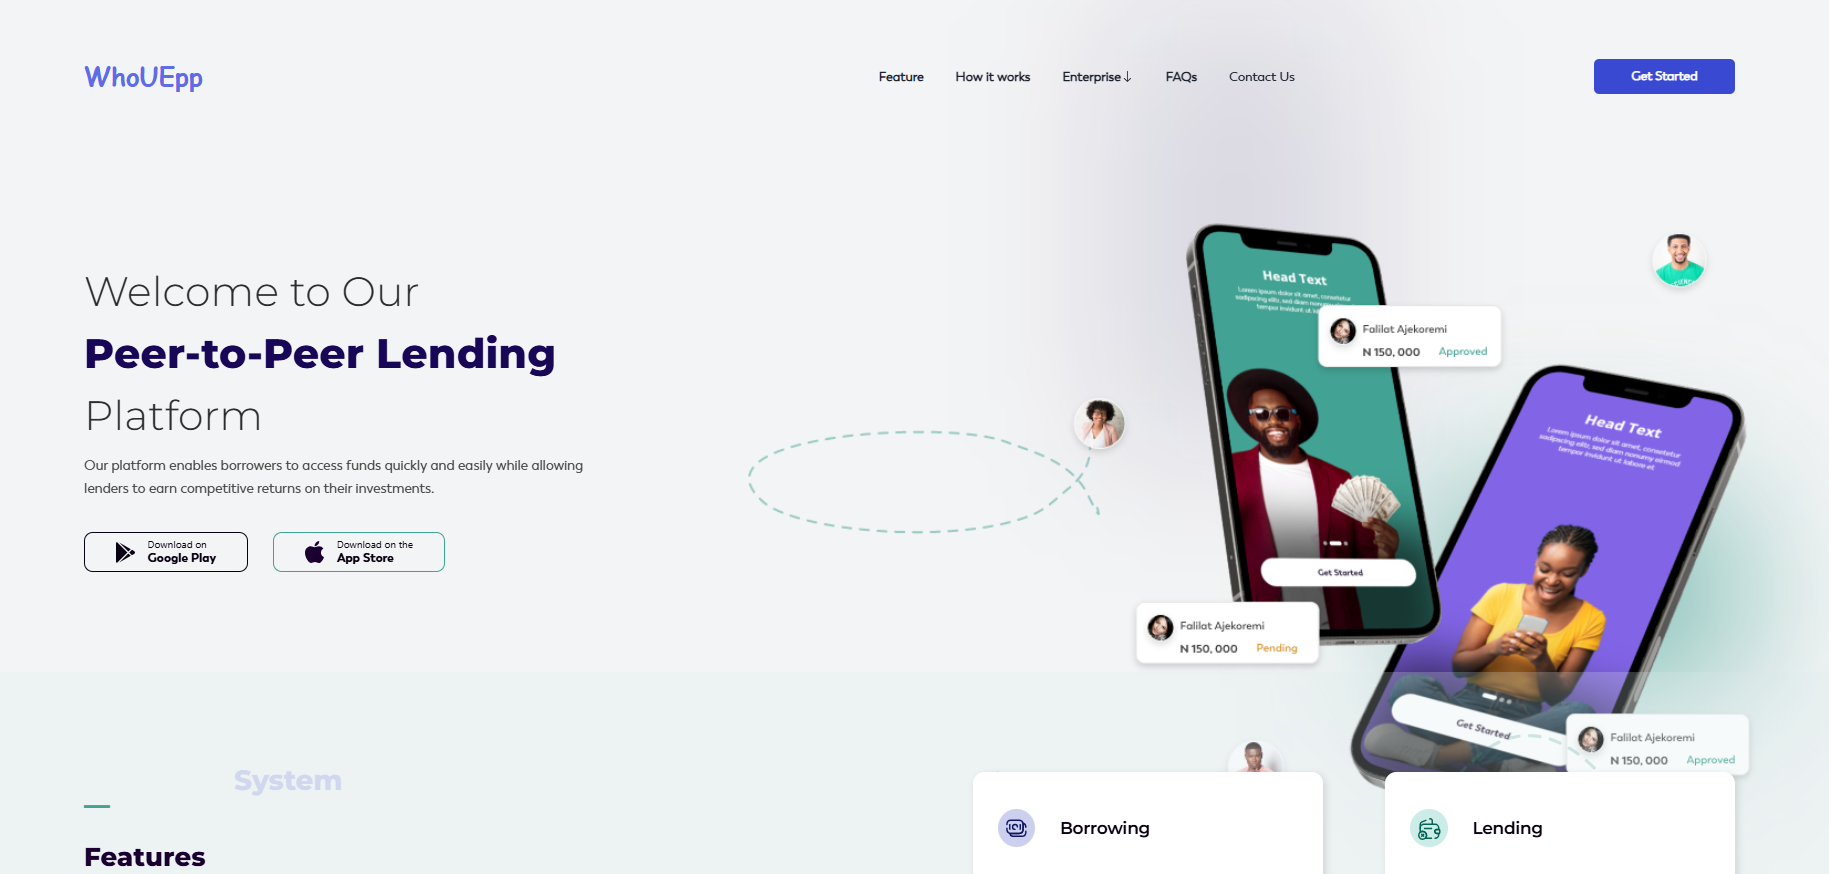 WhoUEpp
Feature
How it works
Enterprise↓
FAQs
Contact Us
Get Started
Welcome to Our
Peer-to-Peer Lending
Platform
Our platform enables borrowers to access funds quickly and easily while allowing
lenders to earn competitive returns on their investments.
Download on
Google Play
Download on the
App Store
Head Text
Lorem ipsum dolor sit amet, consetetur
sadipscing elitr, sed diam nonumy eirmod
tempor invidunt ut
Falilat Ajekoremi
N 150, 000 Approved
Get Started
Falilat Ajekoremi
N 150, 000 Pending
Head Text
Lorem ipsum dolor sit amet, consetetur
sadipscing elitr, sed diam nonumy eirmod
tempor invidunt ut labore et
Get Started
Falilat Ajekoremi
N 150, 000 Approved
System
Features
Borrowing
Lending